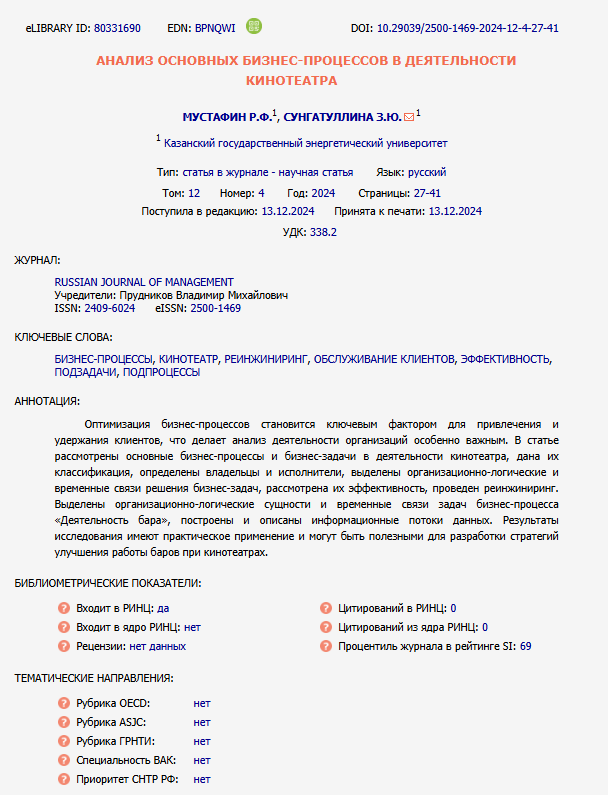 eLIBRARY ID: 80331690 EDN: BPNQWI DOI: 10.29039/2500-1469-2024-12-4-27-41
АНАЛИЗ ОСНОВНЫХ БИЗНЕС-ПРОЦЕССОВ В ДЕЯТЕЛЬНОСТИ
КИНОТЕАТРА
МУСТАФИН Р.Ф.1, СУНГАТУЛЛИНА З.Ю. 1
1 Казанский государственный энергетический университет
Тип: статья в журнале - научная статья Язык: русский
Том: 12 Номер: 4 Год: 2024 Страницы: 27-41
Поступила в редакцию: 13.12.2024 Принята к печати: 13.12.2024
УДК: 338.2
ЖУРНАЛ:
RUSSIAN JOURNAL OF MANAGEMENT
Учредители: Прудников Владимир Михайлович
ISSN: 2409-6024 eISSN: 2500-1469
КЛЮЧЕВЫЕ СЛОВА:
БИЗНЕС-ПРОЦЕССЫ, КИНОТЕАТР, РЕИНЖИНИРИНГ, ОБСЛУЖИВАНИЕ КЛИЕНТОВ, ЭФФЕКТИВНОСТЬ,
ПОДЗАДАЧИ, ПОДПРОЦЕССЫ
АННОТАЦИЯ:
Оптимизация бизнес-процессов становится ключевым фактором для привлечения и
удержания клиентов, что делает анализ деятельности организаций особенно важным. В статье
рассмотрены основные бизнес-процессы и бизнес-задачи в деятельности кинотеатра, дана их
классификация, определены владельцы и исполнители, выделены организационно-логические и
временные связи решения бизнес-задач, рассмотрена их эффективность, проведен реинжиниринг.
Выделены организационно-логические сущности и временные связи задач бизнес-процесса
«Деятельность бара», построены и описаны информационные потоки данных. Результаты
исследования имеют практическое применение и могут быть полезными для разработки стратегий
улучшения работы баров при кинотеатрах.
БИБЛИОМЕТРИЧЕСКИЕ ПОКАЗАТЕЛИ:
? Входит в РИНЦ: да ? Цитирований в РИНЦ: 0
? Входит в ядро РИНЦ: нет ? Цитирований из ядра РИНЦ: 0
? Рецензии: нет данных ? Процентиль журнала в рейтинге SI: 69
ТЕМАТИЧЕСКИЕ НАПРАВЛЕНИЯ:
? Рубрика OECD: нет
? Рубрика ASJC: нет
? Рубрика ГРНТИ: нет
? Специальность ВАК: нет
? Приоритет СНТР РФ: нет